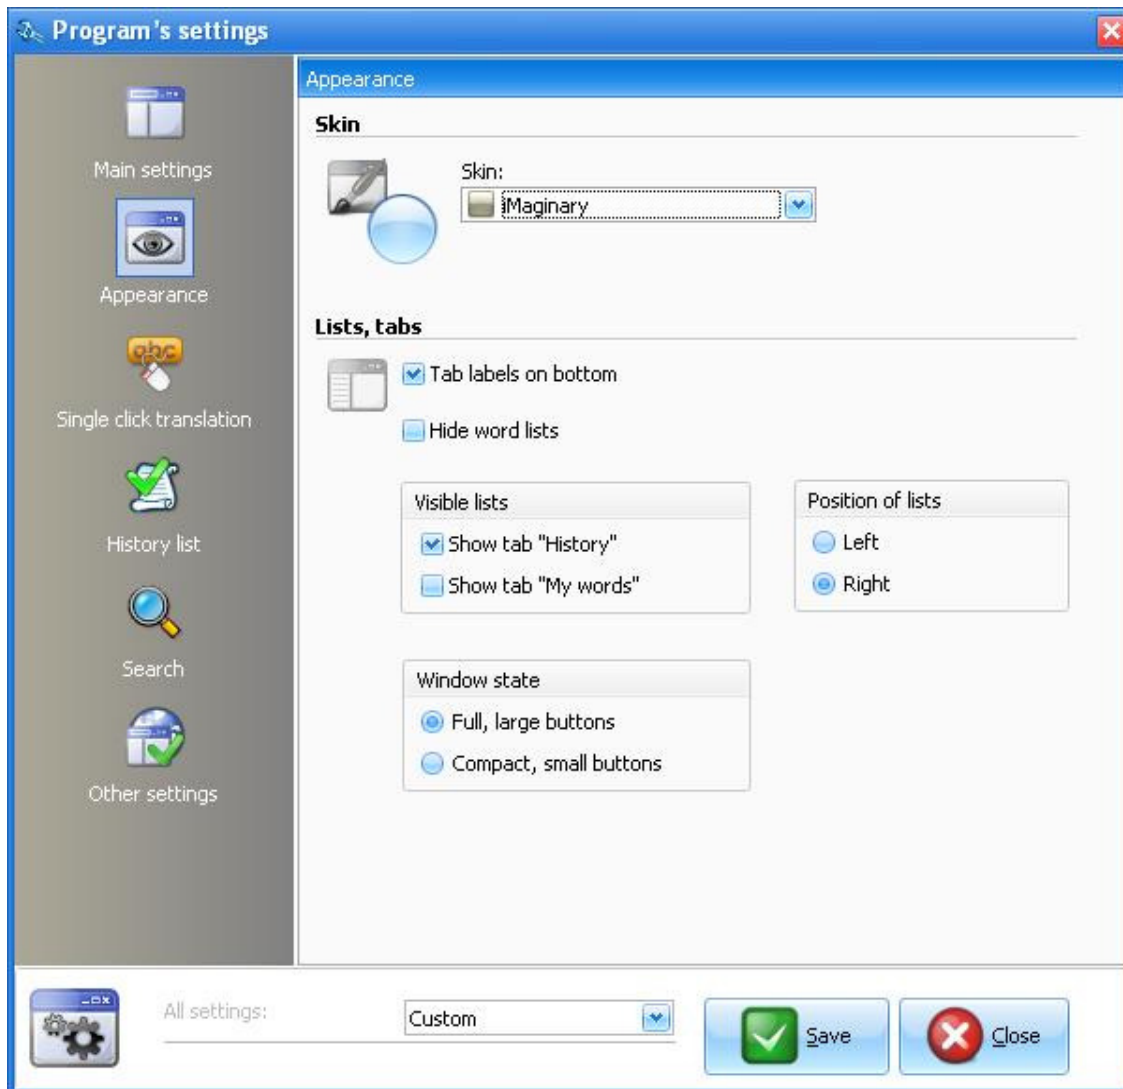 Program's settings
Main settings
Appearance
abc
Single click translation
History list
Search
Other settings
Appearance
Skin
Skin:
iMaginary
Lists, tabs
Tab labels on bottom
Hide word lists
Visible lists
Show tab "History"
Show tab "My words"
Position of lists
Left
Right
Window state
Full, large buttons
Compact, small buttons
All settings:
Custom
Save
Close